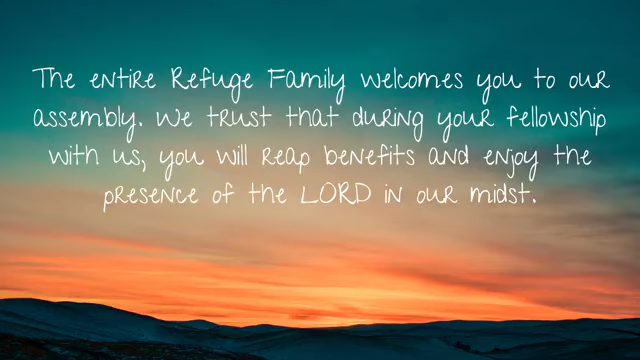 The entire Refuge Family welcomes you to our
assembly. We trust that during your fellowship
with us, you will reap benefits and enjoy the
presence of the LORD in our midst.